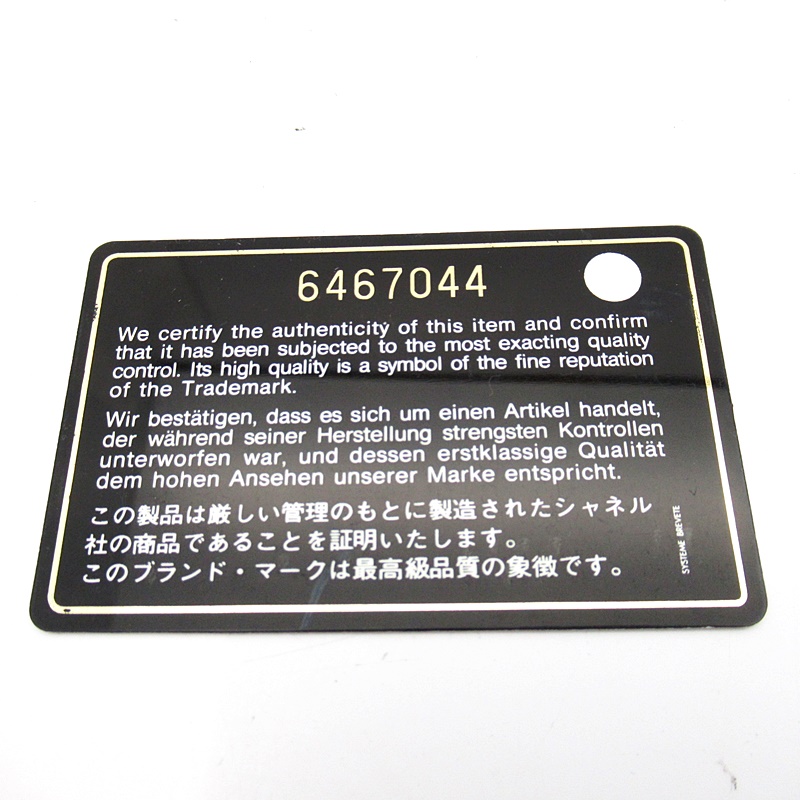 6467044
We certify the authenticity of this item and confirm
that it has been subjected to the most exacting quality
control. Its high quality is a symbol of the fine reputation
of the Trademark.
Wir bestätigen, dass es sich um einen Artikel handelt,
der während seiner Herstellung strengsten Kontrollen
unterworfen war, und dessen erstklassige Qualität
dem hohen Ansehen unserer Marke entspricht.
この製品は厳しい管理のもとに製造されたシャネル
社の商品であることを証明いたします。
このブランド・マークは最高級品質の象徴です。
SYSTEME BREVETE